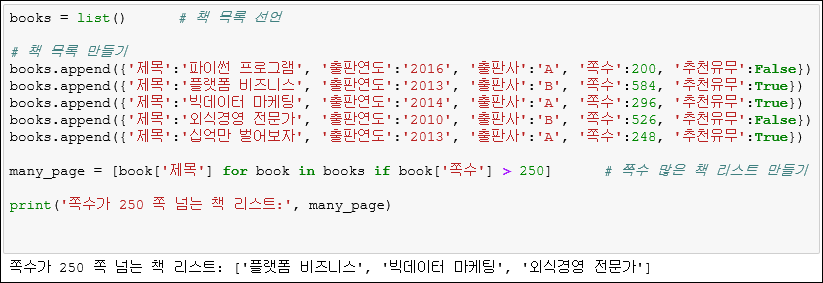 books = list()      # 책 목록 선언
# 책 목록 만들기
books.append({'제목':'파이썬 프로그램', '출판연도':'2016', '출판사':'A', '쪽수':200, '추천유무':False})
books.append({'제목':'플랫폼 비즈니스', '출판연도':'2013', '출판사':'B', '쪽수':584, '추천유무':True})
books.append({'제목':'빅데이터 마케팅', '출판연도':'2014', '출판사':'A', '쪽수':296, '추천유무':True})
books.append({'제목':'외식경영 전문가', '출판연도':'2010', '출판사':'B', '쪽수':526, '추천유무':False})
books.append({'제목':'십억만 벌어보자', '출판연도':'2013', '출판사':'A', '쪽수':248, '추천유무':True})
many_page = [book['제목'] for book in books if book['쪽수'] > 250]      # 쪽수 많은 책 리스트 만들기
print('쪽수가 250 쪽 넘는 책 리스트:', many_page)
쪽수가 250 쪽 넘는 책 리스트: ['플랫폼 비즈니스', '빅데이터 마케팅', '외식경영 전문가']